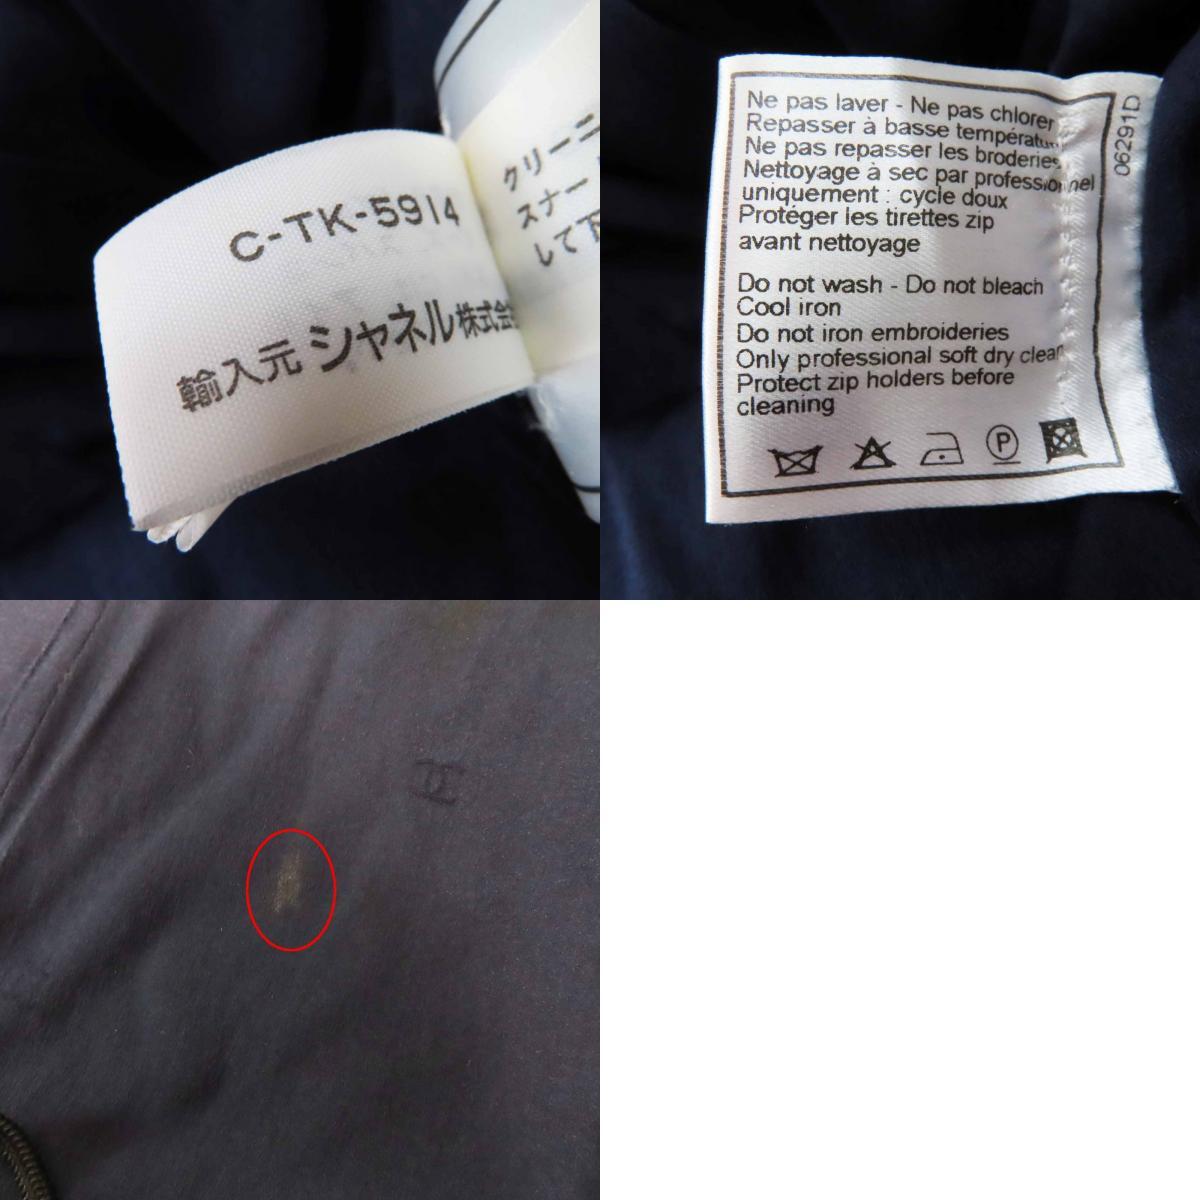 C-TK-5914
輸入元 シャネル株式会
クリーニ
スナー
して下
Ne pas laver - Ne pas chlorer
Repasser à basse températu
Ne pas repasser les broderies
Nettoyage à sec par professionnel
uniquement : cycle doux
Protéger les tirettes zip
avant nettoyage
Do not wash - Do not bleach
Cool iron
Do not iron embroideries
Only professional soft dry clean
Protect zip holders before
cleaning
P
06291D